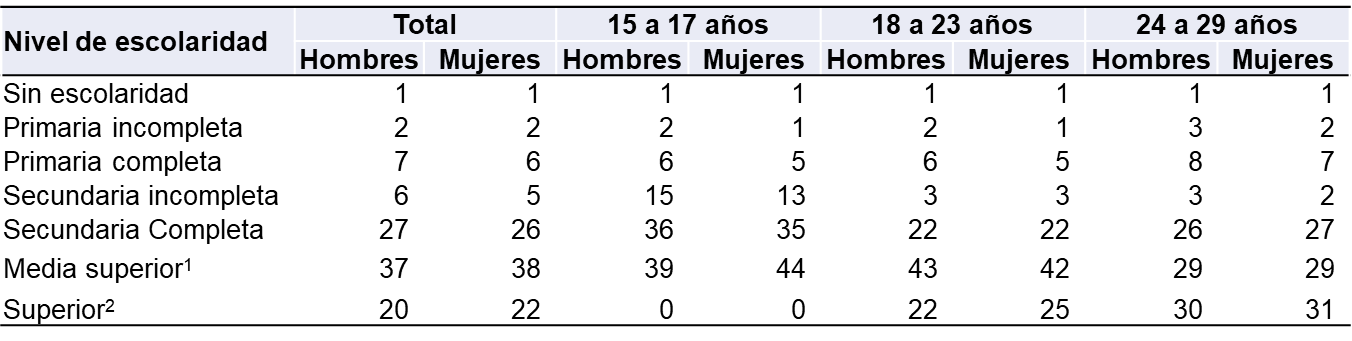 Nivel de escolaridad Total 15 a 17 años 18 a 23 años 24 a 29 años
Hombres Mujeres Hombres Mujeres Hombres Mujeres Hombres Mujeres
Sin escolaridad 1 1 1 1 1 1 1 1
Primaria incompleta 2 2 2 1 2 1 3 2
Primaria completa 7 6 6 5 6 5 8 7
Secundaria incompleta 6 5 15 13 3 3 3 2
Secundaria Completa 27 26 36 35 22 22 26 27
Media superior¹ 37 38 39 44 43 42 29 29
Superior² 20 22 0 0 22 25 30 31